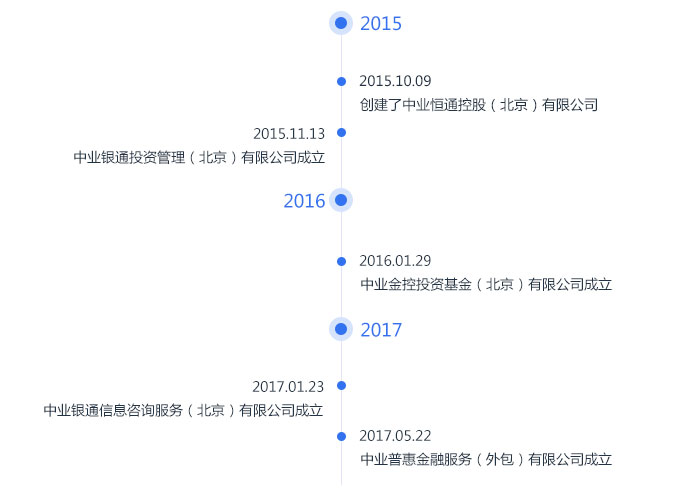 2015
2015.10.09
创建了中业恒通控股（北京）有限公司
2015.11.13
中业银通投资管理（北京）有限公司成立
2016
2016.01.29
中业金控投资基金（北京）有限公司成立
2017
2017.01.23
中业银通信息咨询服务（北京）有限公司成立
2017.05.22
中业普惠金融服务（外包）有限公司成立